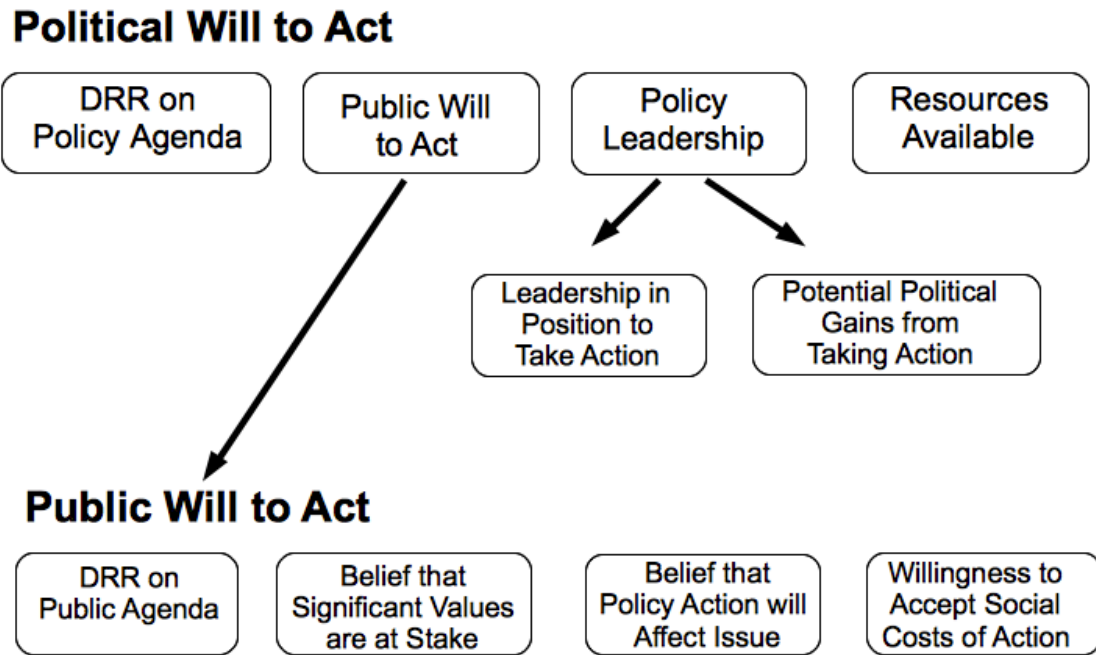 Political Will to Act
DRR on
Policy Agenda
Public Will
to Act
Policy
Leadership
Resources
Available
Leadership in
Position to
Take Action
Potential Political
Gains from
Taking Action
Public Will to Act
DRR on
Public Agenda
Belief that
Significant Values
are at Stake
Belief that
Policy Action will
Affect Issue
Willingness to
Accept Social
Costs of Action